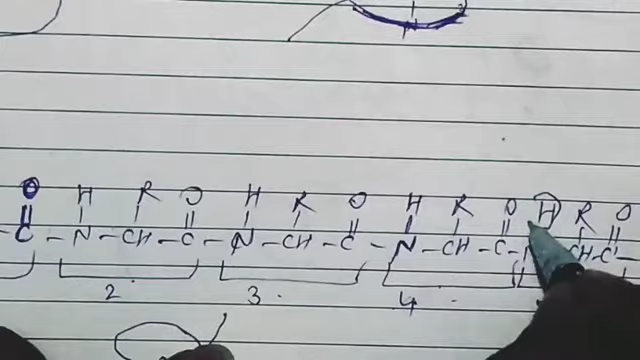 O H R O H R O H R O H R O
C - N - CH - C - N - CH - C - N - CH - C - CH - C -
2 3 4